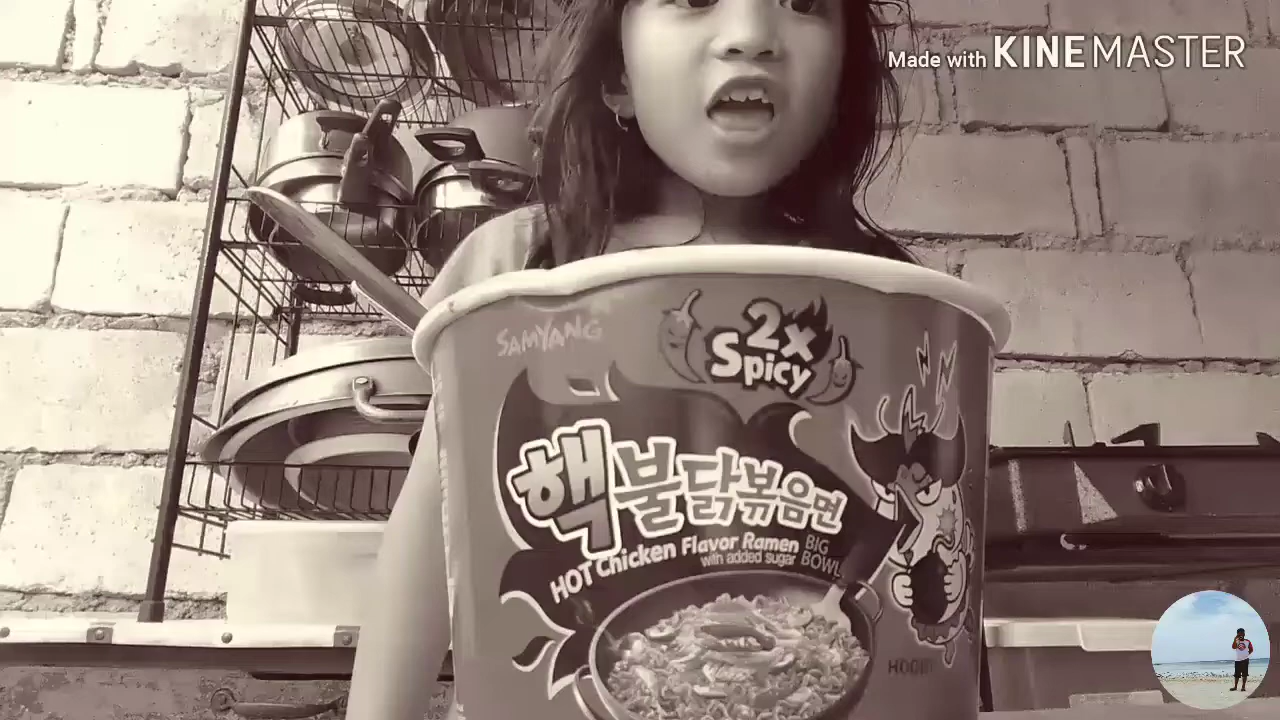 Made with KINEMASTER
SAMYANG
2x
Spicy
핵불닭볶음면
HOT Chicken Flavor Ramen BIG
with added sugar BOWL